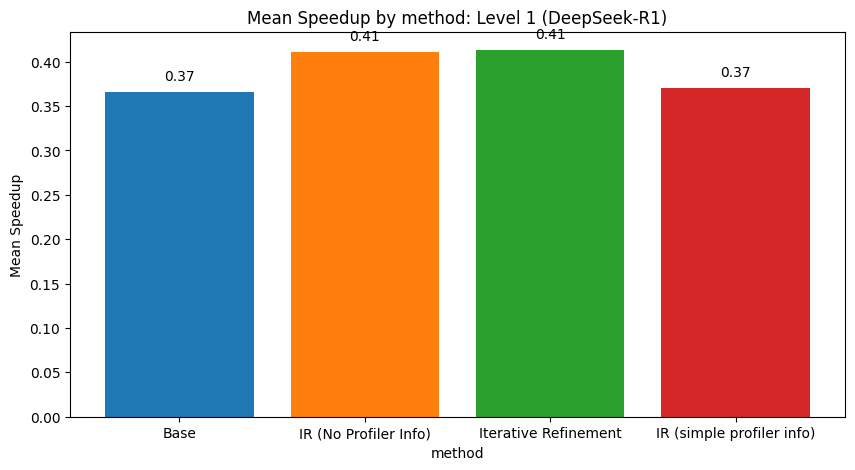 Mean Speedup by method: Level 1 (DeepSeek-R1)
0.41
0.41
0.37
0.37
0.40
0.35
0.30
0.25
0.20
0.15
0.10
0.05
0.00
Mean Speedup
Base
IR (No Profiler Info)
Iterative Refinement
IR (simple profiler info)
method